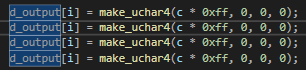 d_output[i] = make_uchar4(c * 0xff, 0, 0, 0);
d_output[i] = make_uchar4(c * 0xff, 0, 0, 0);
d_output[i] = make_uchar4(c * 0xff, 0, 0, 0);
d_output[i] = make_uchar4(c * 0xff, 0, 0, 0);